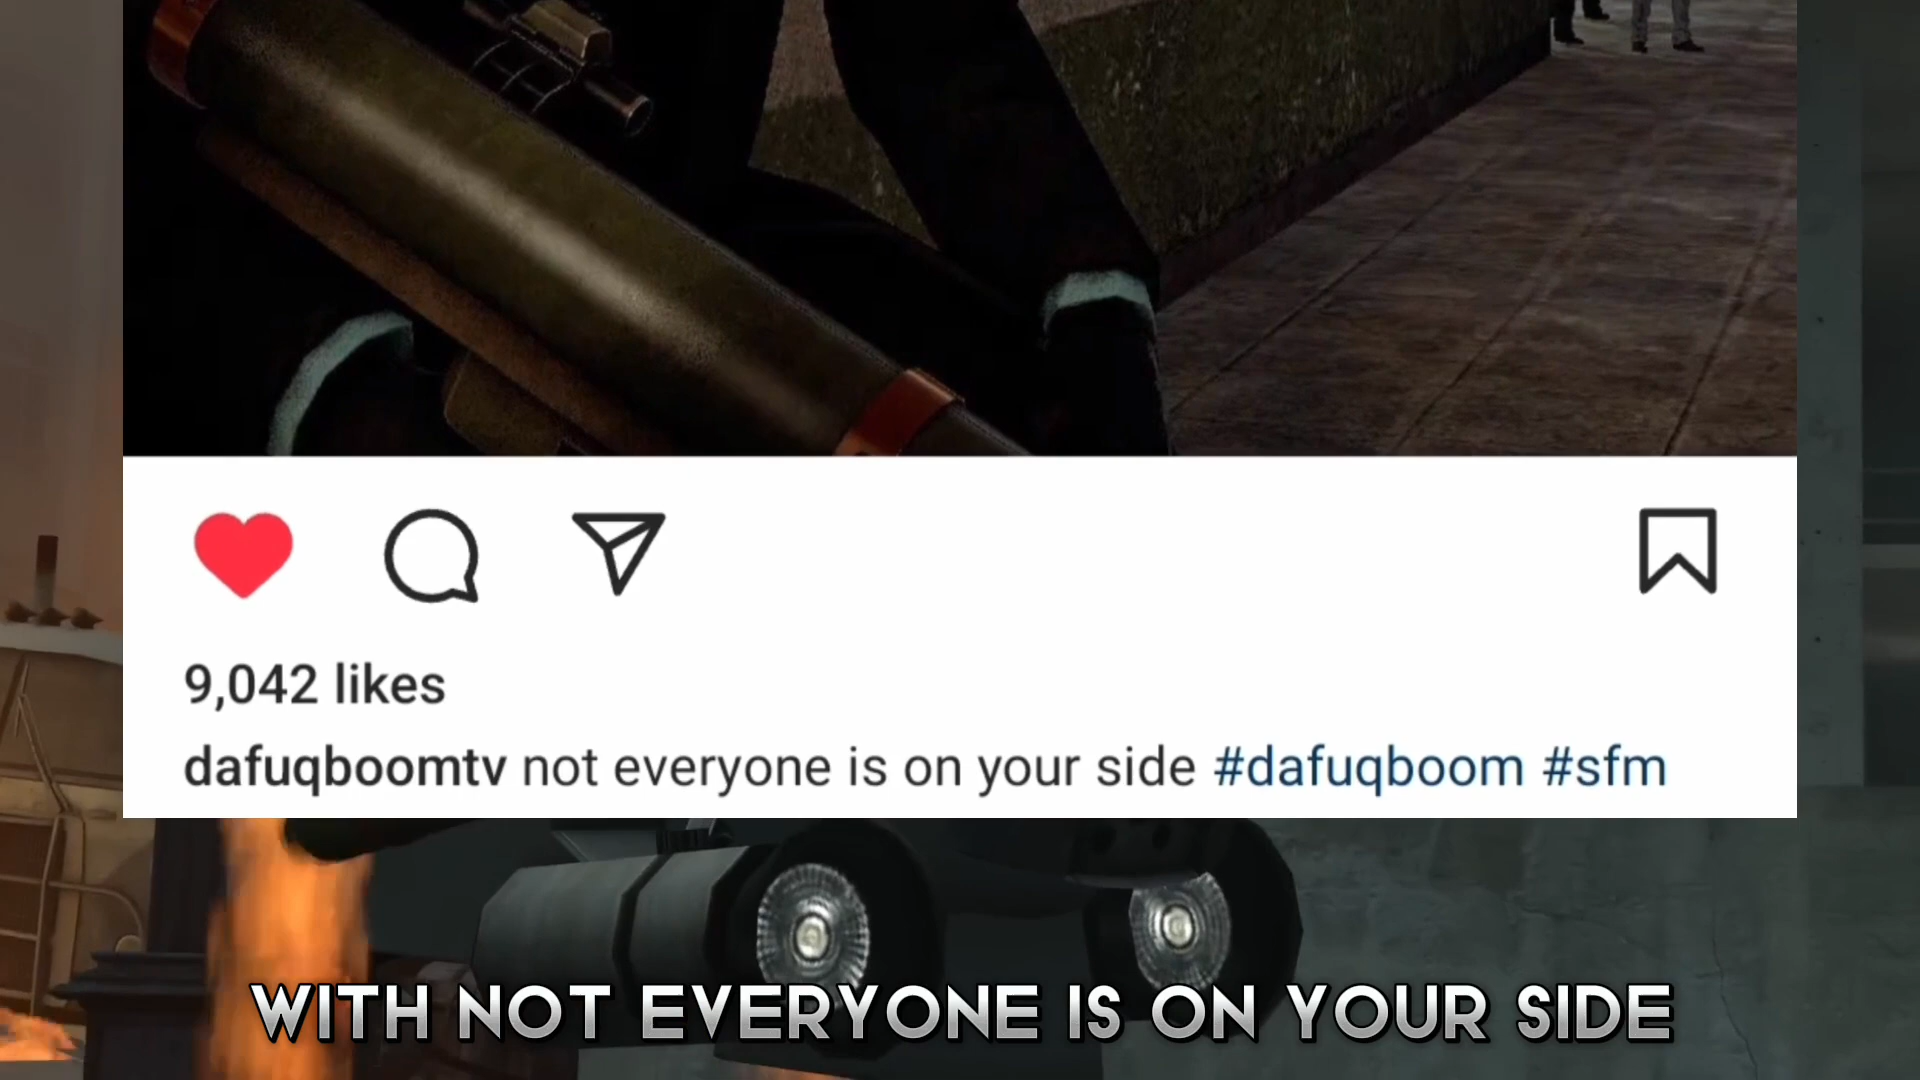 9,042 likes
dafuqboomtv not everyone is on your side #dafuqboom #sfm
WITH NOT EVERYONE IS ON YOUR SIDE